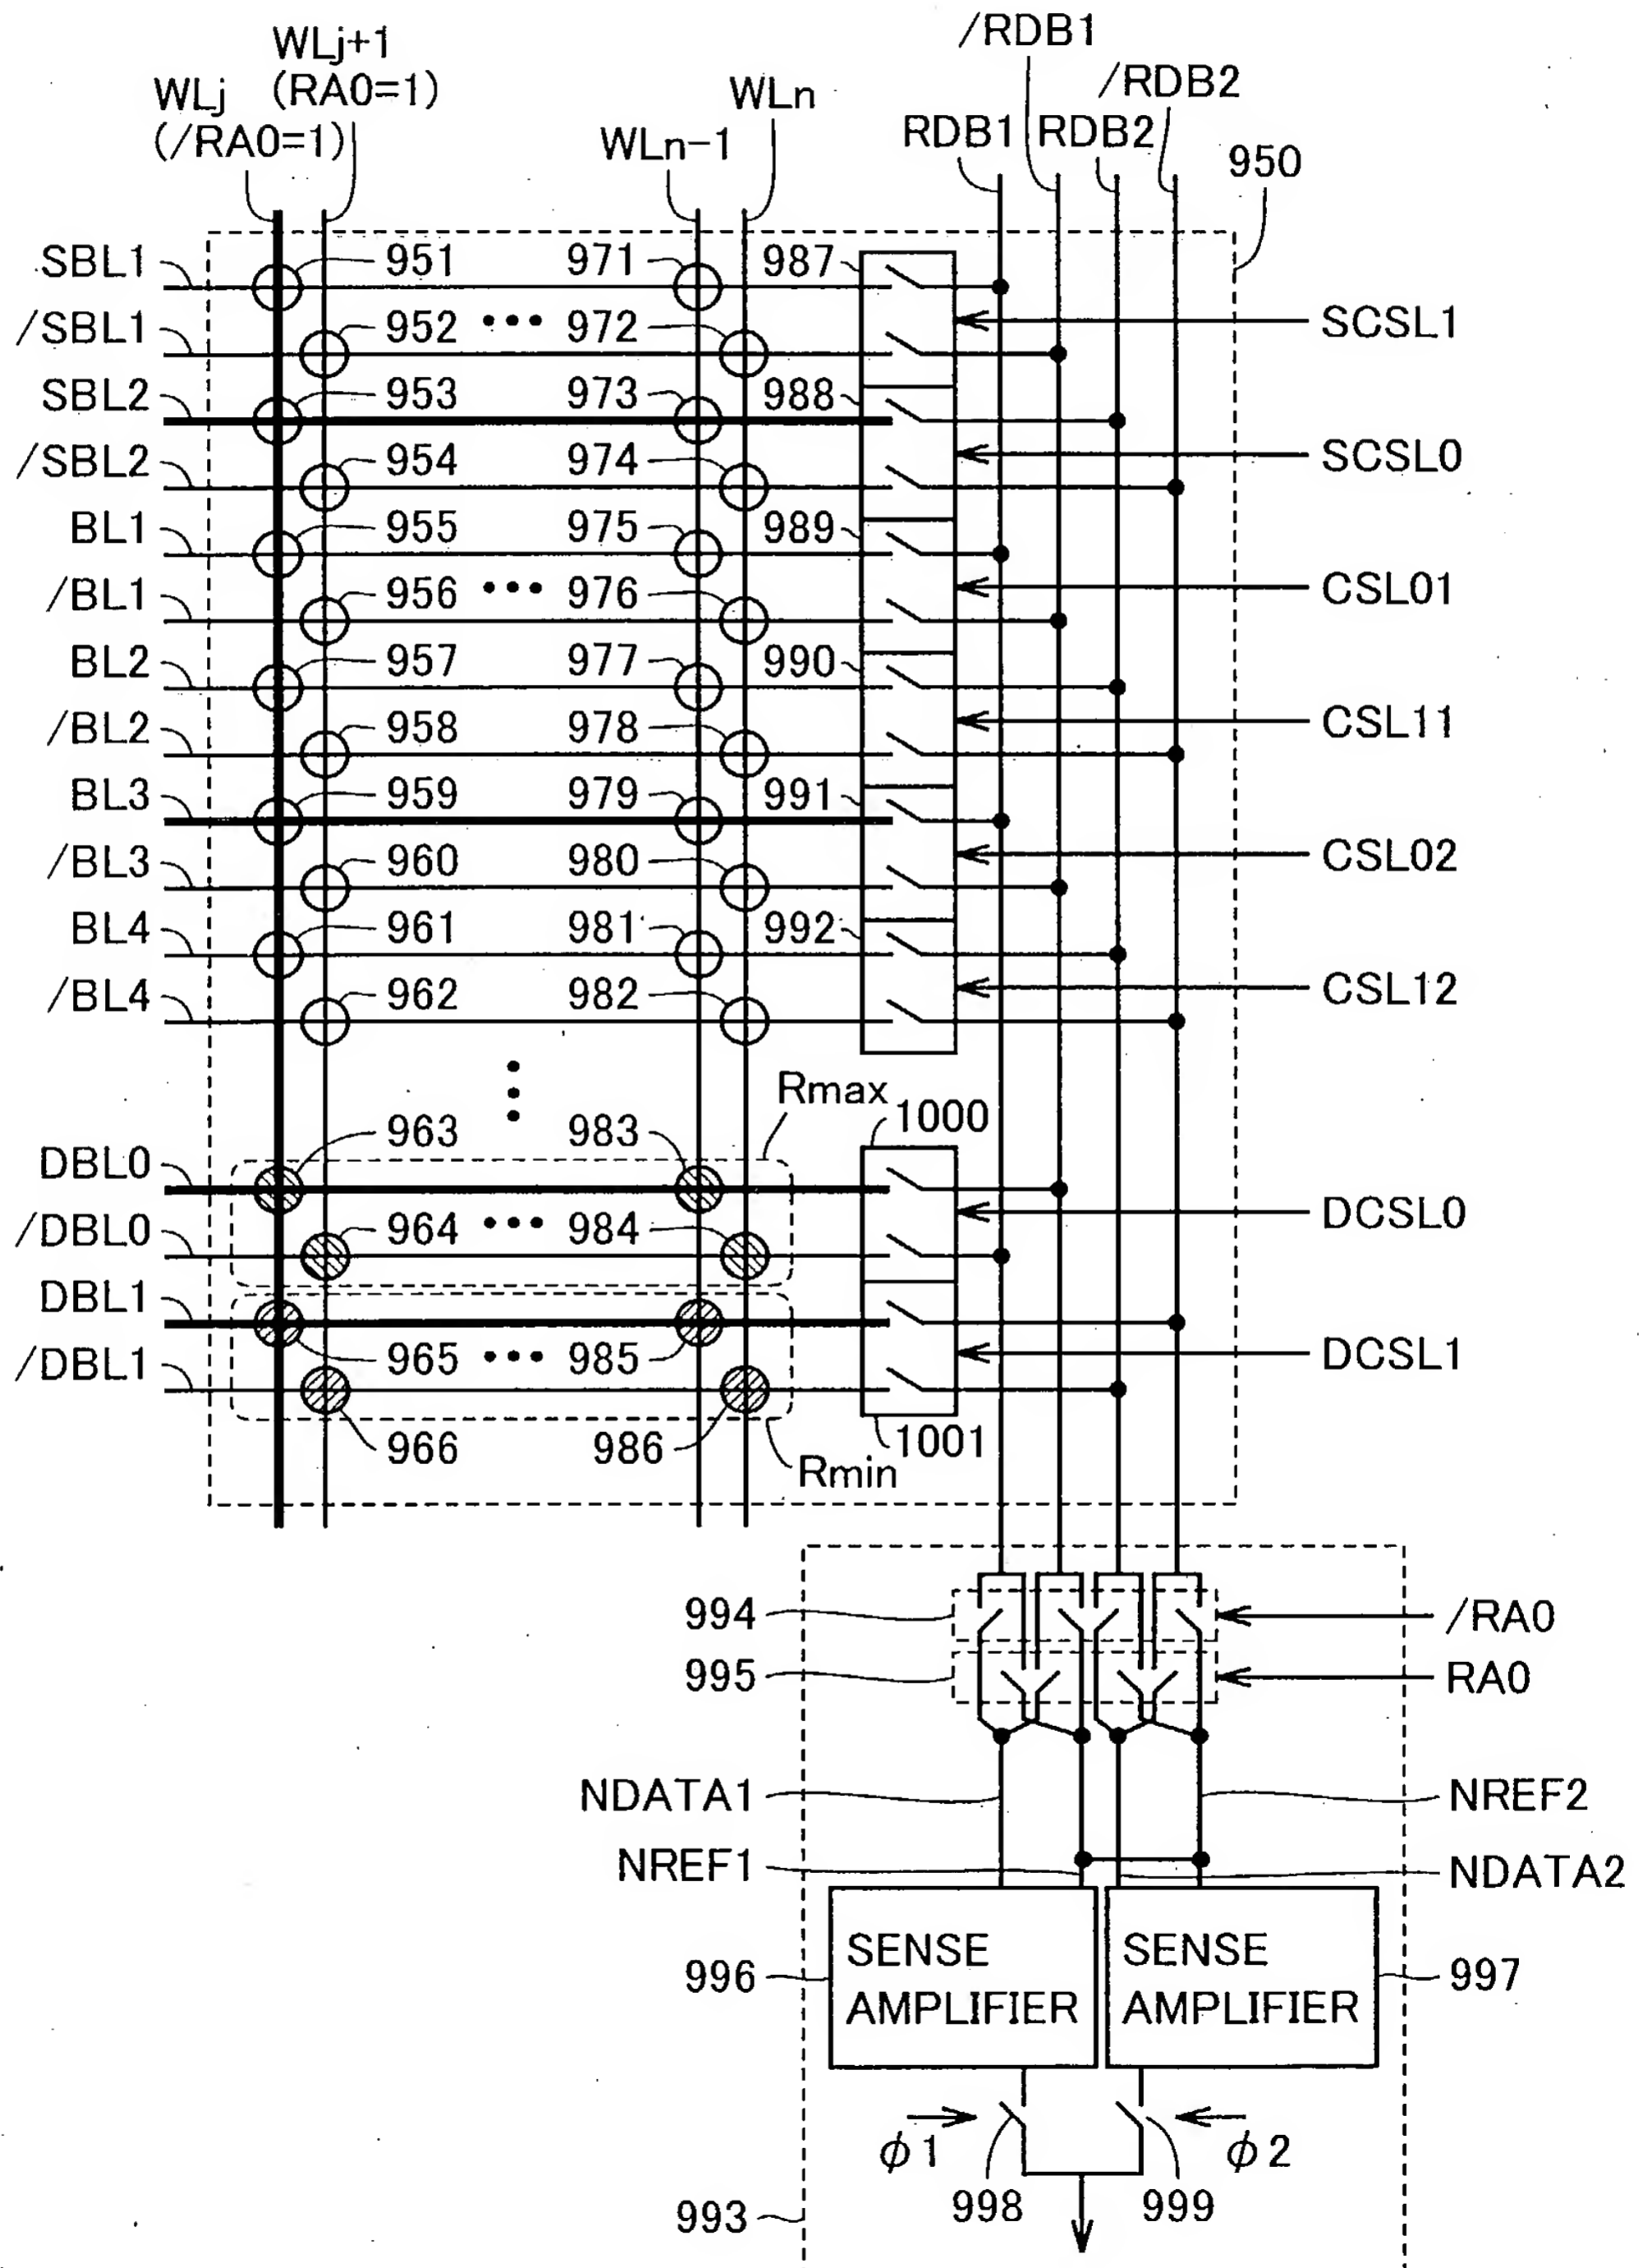 /RDB1
WLj+1
(RA0=1)
WLj
(/RA0=1)
WLn
/RDB2
WLn-1
RDB1
RDB2
950
SBL1
951
971
987
/SBL1
952
•••
972
SCSL1
SBL2
953
973
988
/SBL2
954
974
SCSL0
BL1
955
975
989
/BL1
956
•••
976
CSL01
BL2
957
977
990
/BL2
958
978
CSL11
BL3
959
979
991
/BL3
960
980
CSL02
BL4
961
981
992
/BL4
962
982
CSL12
Rmax
1000
DBL0
963
983
/DBL0
964
•••
984
DCSL0
DBL1
965
•••
985
/DBL1
DCSL1
966
986
1001
Rmin
994
/RA0
995
RA0
NDATA1
NREF2
NREF1
NDATA2
996
SENSE
AMPLIFIER
SENSE
AMPLIFIER
997
φ1
φ2
998
999
993